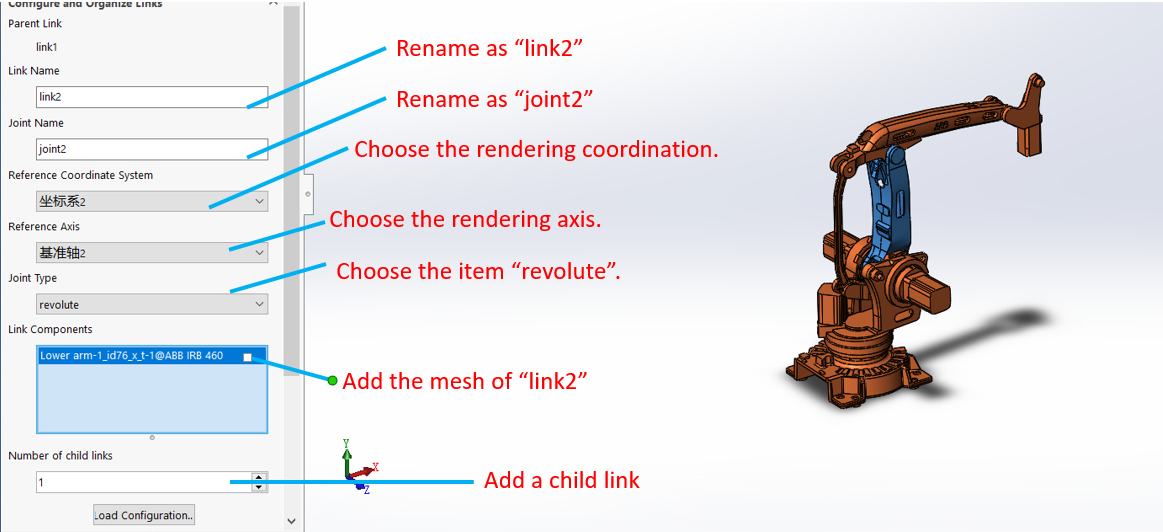 Configure and Organize Links
Parent Link
link1
Link Name
link2
Rename as “link2”
Joint Name
joint2
Rename as “joint2”
Reference Coordinate System
坐标系2
Choose the rendering coordination.
Reference Axis
基准轴2
Choose the rendering axis.
Joint Type
revolute
Choose the item “revolute”.
Link Components
Lower arm-1_id76_x_t-1@ABB IRB 460
Add the mesh of “link2”
Number of child links
1
Add a child link
Load Configuration..
Y
X
Z